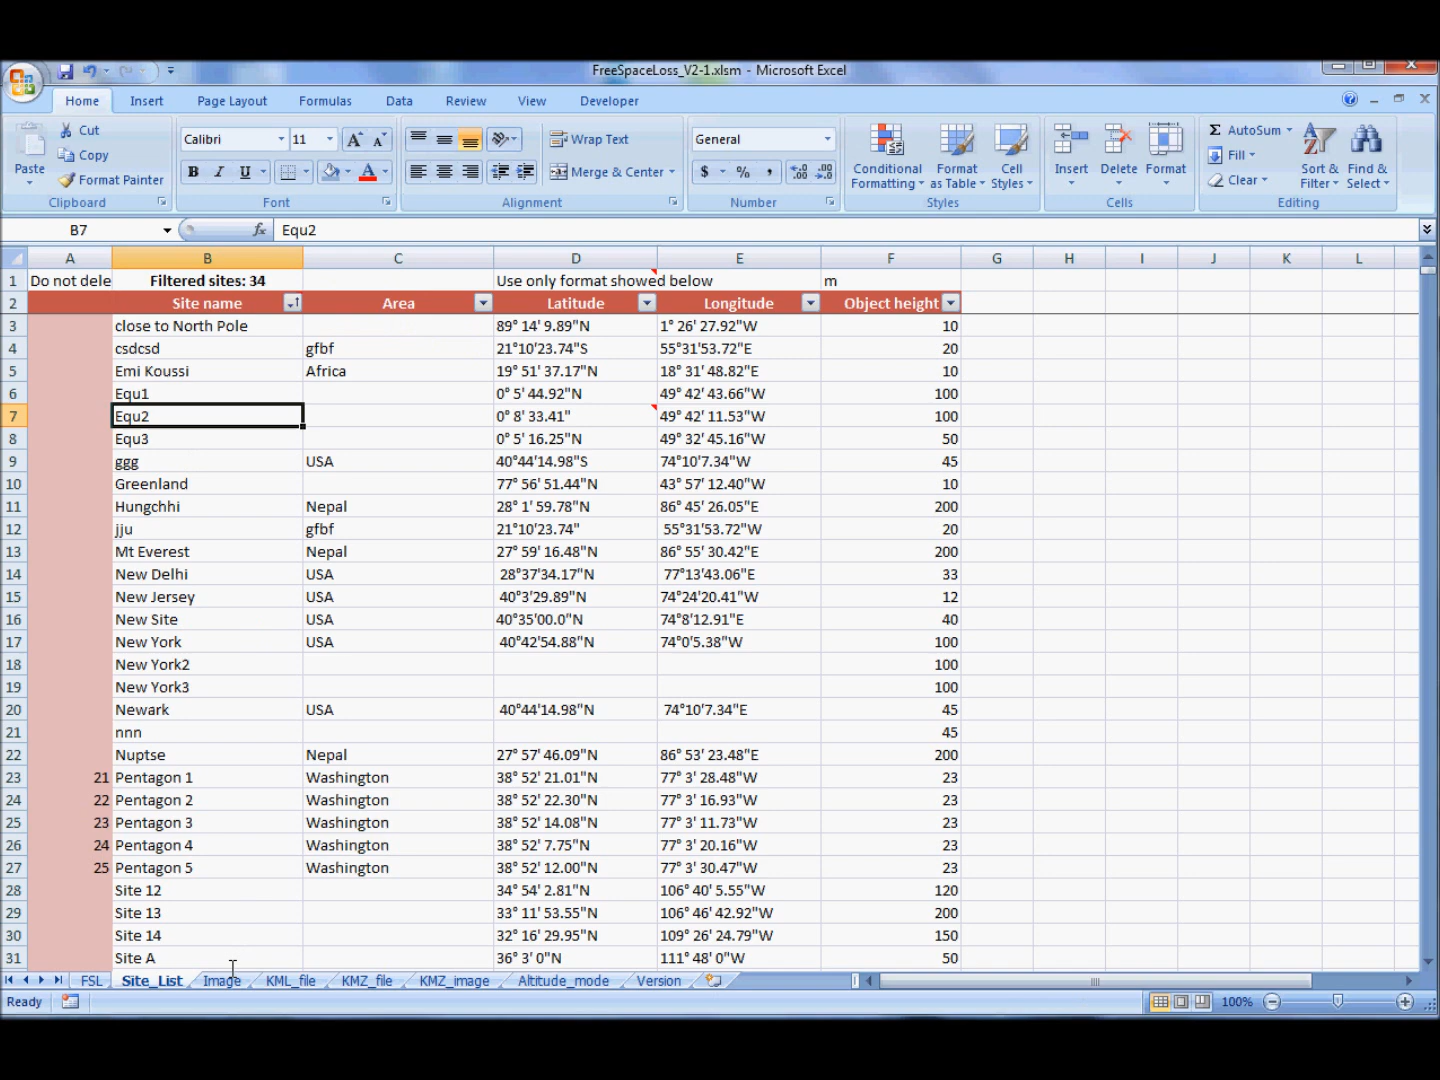 FreeSpaceLoss_V2-1.xlsm - Microsoft Excel
Home Insert Page Layout Formulas Data Review View Developer
Cut Calibri 11 Wrap Text General AutoSum
Copy Fill
Paste Format Painter B I U Merge & Center $ % , Conditional Formatting Format as Table Cell Styles Insert Delete Format Clear Sort & Filter Find & Select
Clipboard Font Alignment Number Styles Cells Editing
B7 fx Equ2
A B C D E F G H I J K L
1 Do not dele Filtered sites: 34 Use only format showed below m
2 Site name Area Latitude Longitude Object height
3 close to North Pole 89° 14' 9.89"N 1° 26' 27.92"W 10
4 csdcsd gfbf 21°10'23.74"S 55°31'53.72"E 20
5 Emi Koussi Africa 19° 51' 37.17"N 18° 31' 48.82"E 10
6 Equ1 0° 5' 44.92"N 49° 42' 43.66"W 100
7 Equ2 0° 8' 33.41" 49° 42' 11.53"W 100
8 Equ3 0° 5' 16.25"N 49° 32' 45.16"W 50
9 ggg USA 40°44'14.98"S 74°10'7.34"W 45
10 Greenland 77° 56' 51.44"N 43° 57' 12.40"W 10
11 Hungchhi Nepal 28° 1' 59.78"N 86° 45' 26.05"E 200
12 jju gfbf 21°10'23.74" 55°31'53.72"W 20
13 Mt Everest Nepal 27° 59' 16.48"N 86° 55' 30.42"E 200
14 New Delhi USA 28°37'34.17"N 77°13'43.06"E 33
15 New Jersey USA 40°3'29.89"N 74°24'20.41"W 12
16 New Site USA 40°35'00.0"N 74°8'12.91"E 40
17 New York USA 40°42'54.88"N 74°0'5.38"W 100
18 New York2 100
19 New York3 100
20 Newark USA 40°44'14.98"N 74°10'7.34"E 45
21 nnn 45
22 Nuptse Nepal 27° 57' 46.09"N 86° 53' 23.48"E 200
23 21 Pentagon 1 Washington 38° 52' 21.01"N 77° 3' 28.48"W 23
24 22 Pentagon 2 Washington 38° 52' 22.30"N 77° 3' 16.93"W 23
25 23 Pentagon 3 Washington 38° 52' 14.08"N 77° 3' 11.73"W 23
26 24 Pentagon 4 Washington 38° 52' 7.75"N 77° 3' 20.16"W 23
27 25 Pentagon 5 Washington 38° 52' 12.00"N 77° 3' 30.47"W 23
28 Site 12 34° 54' 2.81"N 106° 40' 5.55"W 120
29 Site 13 33° 11' 53.55"N 106° 46' 42.92"W 200
30 Site 14 32° 16' 29.95"N 109° 26' 24.79"W 150
31 Site A 36° 3' 0"N 111° 48' 0"W 50
FSL Site_List Image KML_file KMZ_file KMZ_image Altitude_mode Version
Ready 100%